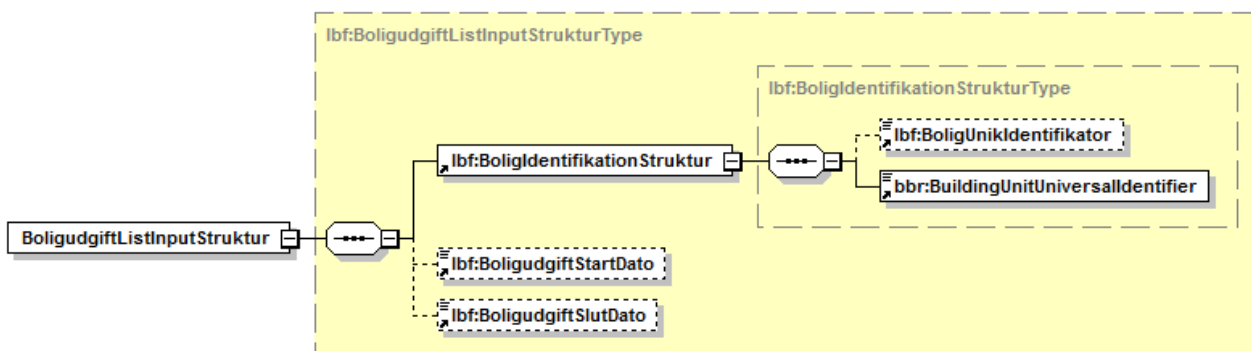 lbf:BoligudgiftListInputStrukturType
lbf:BoligIdentifikationStrukturType
lbf:BoligUnikIdentifikator
lbf:BoligIdentifikationStruktur
bbr:BuildingUnitUniversalIdentifier
BoligudgiftListInputStruktur
lbf:BoligudgiftStartDato
lbf:BoligudgiftSlutDato